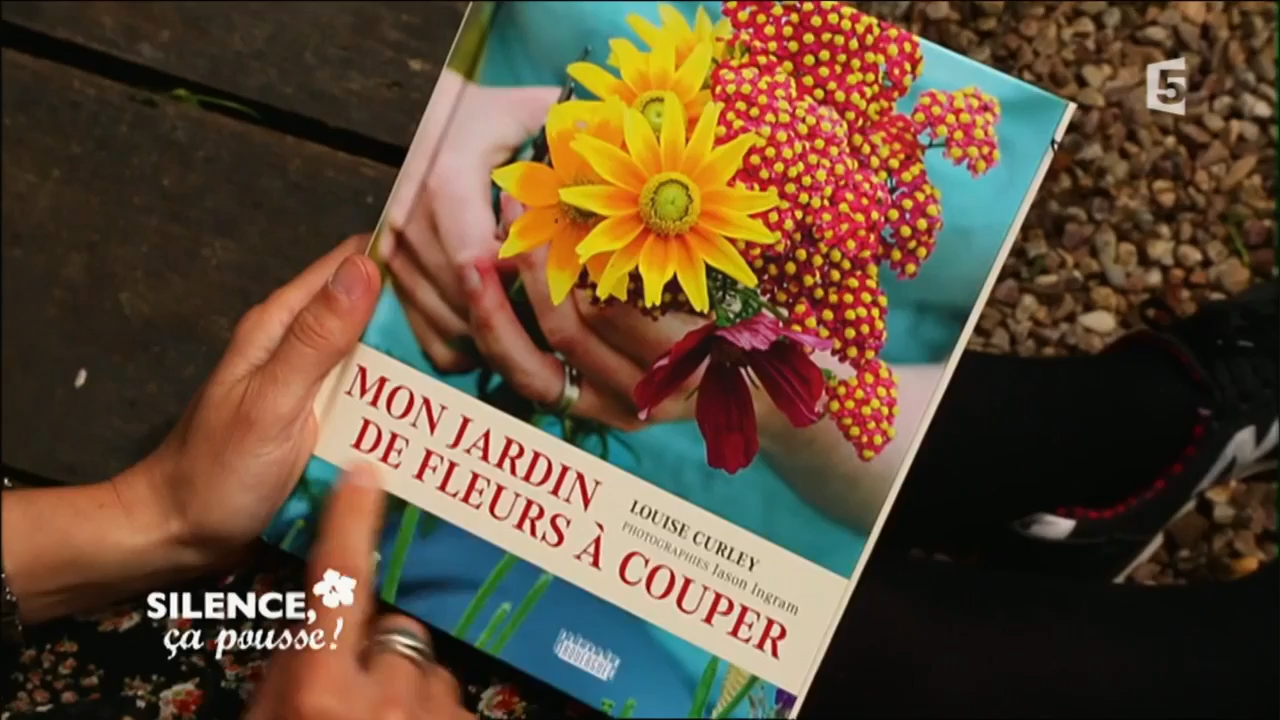 5
MON JARDIN
DE FLEURS À COUPER
LOUISE CURLEY
PHOTOGRAPHIES Jason Ingram
SILENCE,
ça pousse!